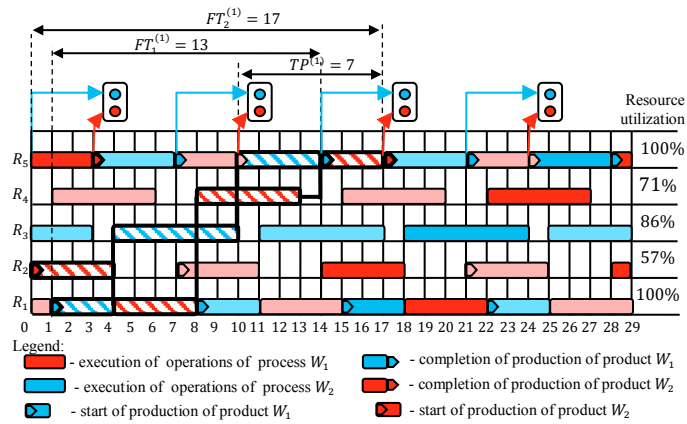 FT₂⁽¹⁾ = 17
FT₁⁽¹⁾ = 13
TP⁽¹⁾ = 7
Resource
utilization
R₅ 100%
R₄ 71%
R₃ 86%
R₂ 57%
R₁ 100%
0 1 2 3 4 5 6 7 8 9 10 11 12 13 14 15 16 17 18 19 20 21 22 23 24 25 26 27 28 29
Legend:
- execution of operations of process W₁
- completion of production of product W₁
- execution of operations of process W₂
- completion of production of product W₂
- start of production of product W₁
- start of production of product W₂